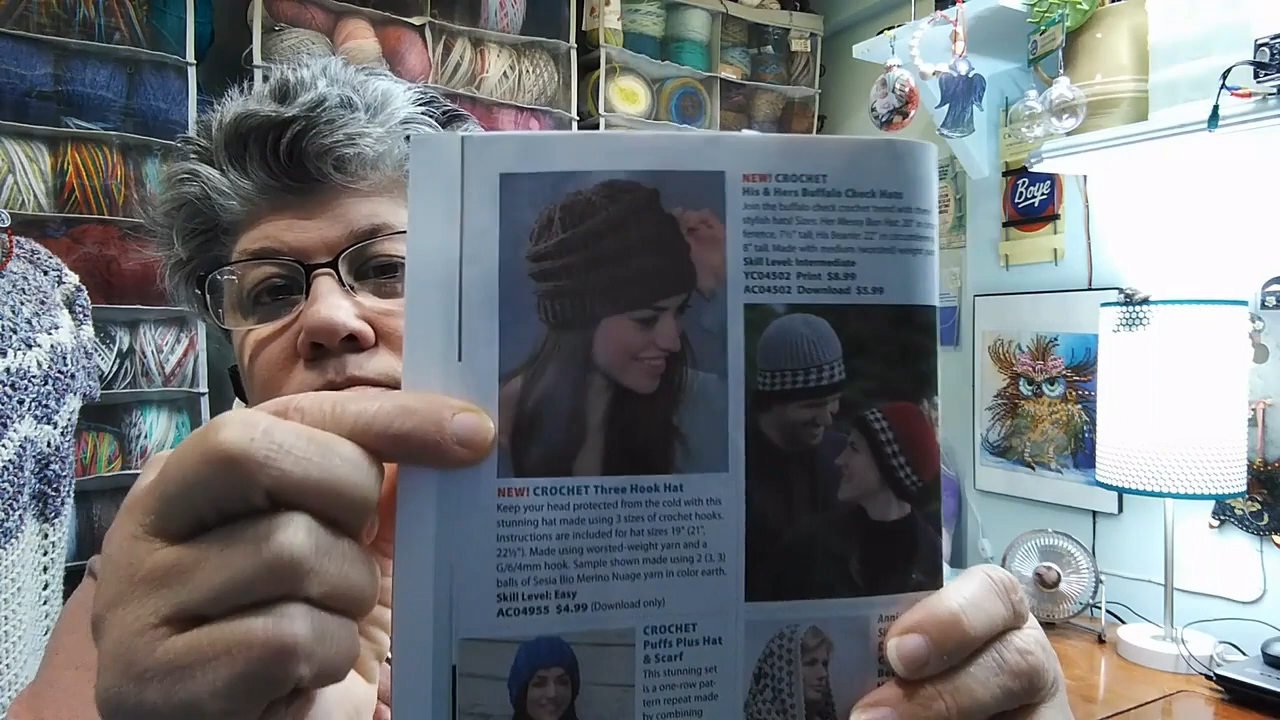 NEW! CROCHET
His & Hers Buffalo Check Hats
Join the buffalo check crochet trend with
stylish hats! Sizes: Her Messy Bun Hat: 20" in
ference, 7½" tall; His Beanie: 22" in circumference
8" tall. Made with medium (worsted) weight
Skill Level: Intermediate
YC04502 Print $8.99
AC04502 Download $5.99
NEW! CROCHET Three Hook Hat
Keep your head protected from the cold with this
stunning hat made using 3 sizes of crochet hooks.
Instructions are included for hat sizes 19" (21",
22½"). Made using worsted-weight yarn and a
G/6/4mm hook. Sample shown made using 2 (3, 3)
balls of Sesia Bio Merino Nuage yarn in color earth.
Skill Level: Easy
AC04955 $4.99 (Download only)
CROCHET
Puffs Plus Hat
& Scarf
This stunning set
is a one-row pat-
tern repeat made
by combining
Boye